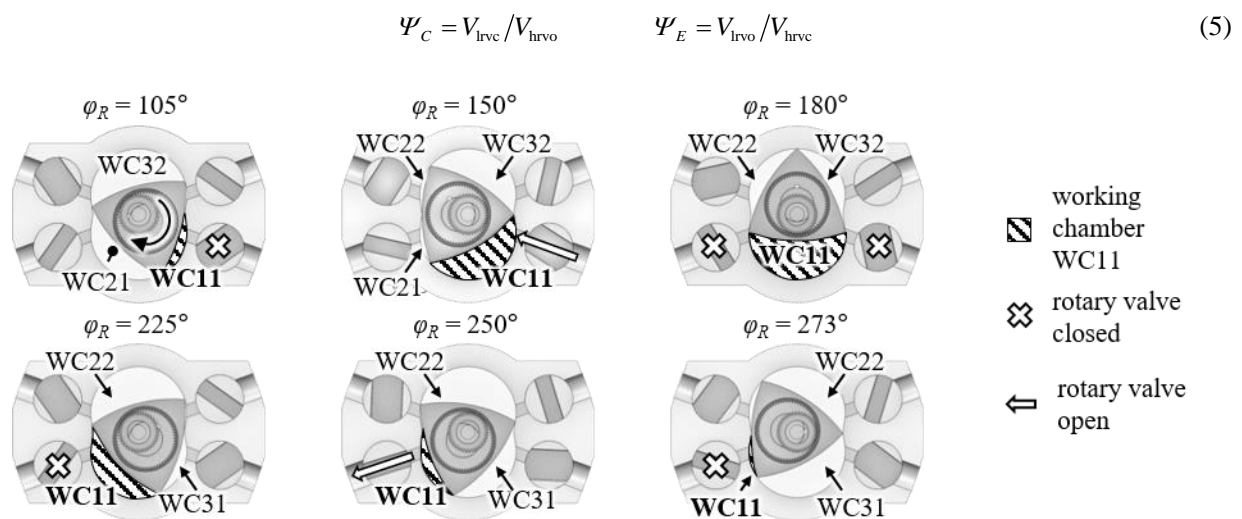 Ψ_C = V_lrvc/V_hrvo Ψ_E = V_lrvo/V_hrvc (5)
φ_R = 105° φ_R = 150° φ_R = 180°
WC32
WC21 WC11
WC22 WC32
WC21 WC11
WC22 WC32
WC11
working
chamber
WC11
rotary valve
closed
rotary valve
open
φ_R = 225° φ_R = 250° φ_R = 273°
WC22
WC11 WC31
WC22
WC11 WC31
WC22
WC11 WC31